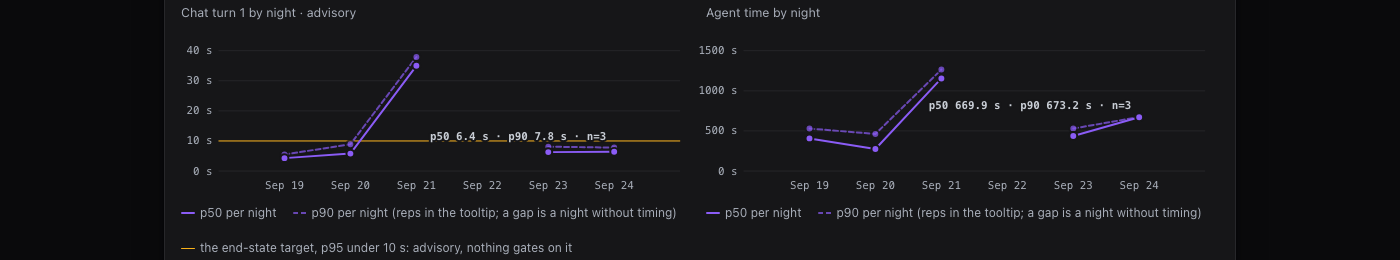 Chat turn 1 by night · advisory
40 s
30 s
20 s
10 s
0 s
p50 6.4 s · p90 7.8 s · n=3
Sep 19 Sep 20 Sep 21 Sep 22 Sep 23 Sep 24
p50 per night p90 per night (reps in the tooltip; a gap is a night without timing)
the end-state target, p95 under 10 s: advisory, nothing gates on it
Agent time by night
1500 s
1000 s
500 s
0 s
p50 669.9 s · p90 673.2 s · n=3
Sep 19 Sep 20 Sep 21 Sep 22 Sep 23 Sep 24
p50 per night p90 per night (reps in the tooltip; a gap is a night without timing)